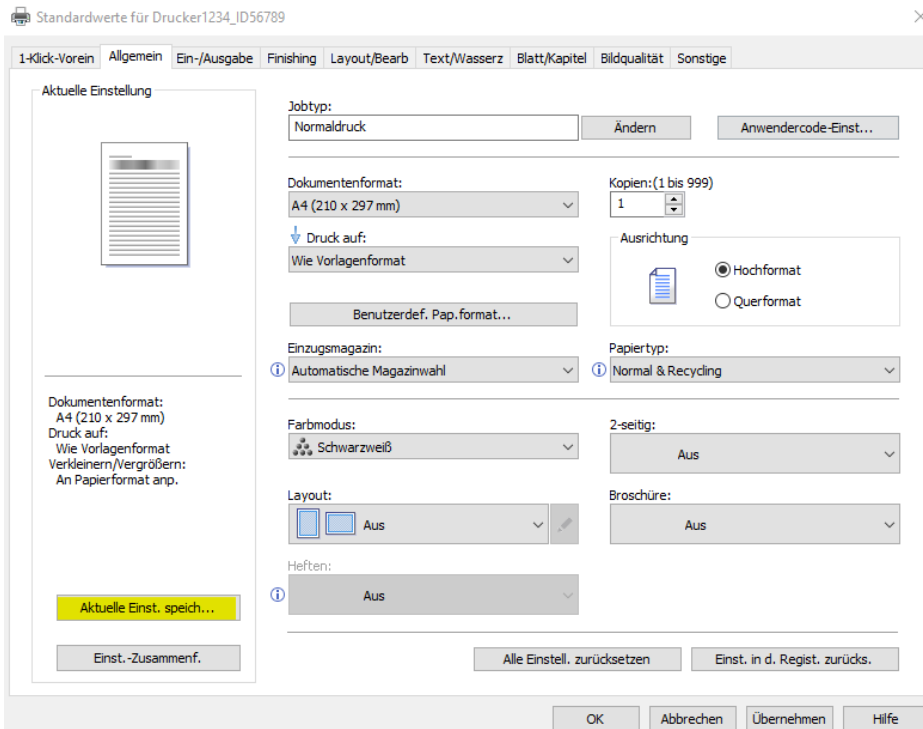 Standardwerte für Drucker1234_ID56789
1-Klick-Vorein Allgemein Ein-/Ausgabe Finishing Layout/Bearb Text/Wasserz Blatt/Kapitel Bildqualität Sonstige
Aktuelle Einstellung
Dokumentenformat:
A4 (210 x 297 mm)
Druck auf:
Wie Vorlagenformat
Verkleinern/Vergrößern:
An Papierformat anp.
Aktuelle Einst. speich...
Einst.-Zusammenf.
Jobtyp:
Normaldruck
Ändern
Anwendercode-Einst...
Dokumentenformat:
A4 (210 x 297 mm)
Kopien:(1 bis 999)
1
Druck auf:
Wie Vorlagenformat
Ausrichtung
Hochformat
Querformat
Benutzerdef. Pap.format...
Einzugsmagazin:
Automatische Magazinwahl
Papiertyp:
Normal & Recycling
Farbmodus:
Schwarzweiß
2-seitig:
Aus
Layout:
Aus
Broschüre:
Aus
Heften:
Aus
Alle Einstell. zurücksetzen
Einst. in d. Regist. zurücks.
OK
Abbrechen
Übernehmen
Hilfe